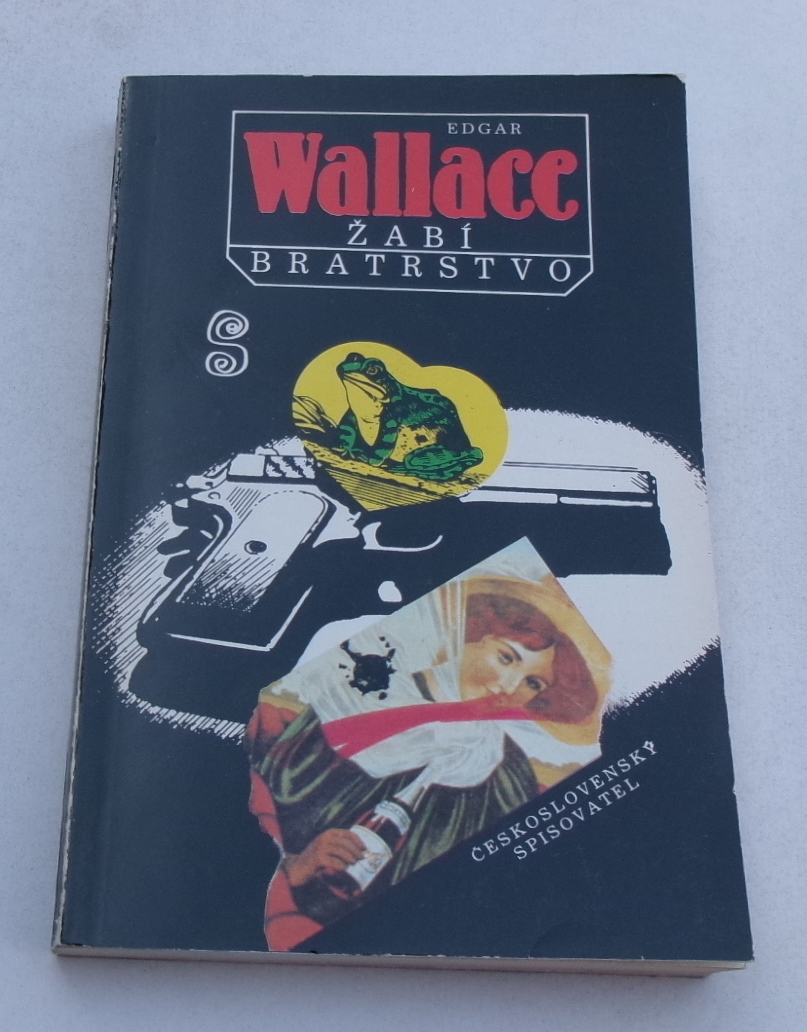 EDGAR
Wallace
ŽABÍ
BRATRSTVO
S
ČESKOSLOVENSKÝ
SPISOVATEL